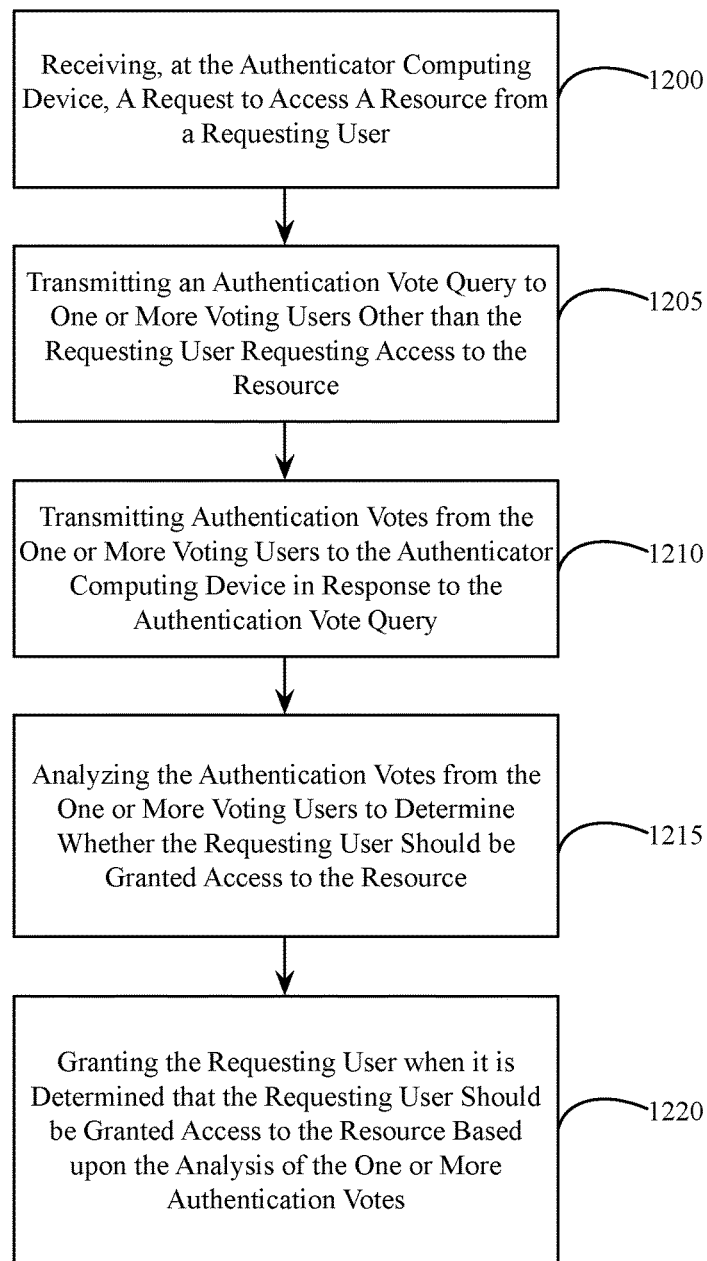 Receiving, at the Authenticator Computing
Device, A Request to Access A Resource from
a Requesting User
1200
Transmitting an Authentication Vote Query to
One or More Voting Users Other than the
Requesting User Requesting Access to the
Resource
1205
Transmitting Authentication Votes from the
One or More Voting Users to the Authenticator
Computing Device in Response to the
Authentication Vote Query
1210
Analyzing the Authentication Votes from the
One or More Voting Users to Determine
Whether the Requesting User Should be
Granted Access to the Resource
1215
Granting the Requesting User when it is
Determined that the Requesting User Should
be Granted Access to the Resource Based
upon the Analysis of the One or More
Authentication Votes
1220